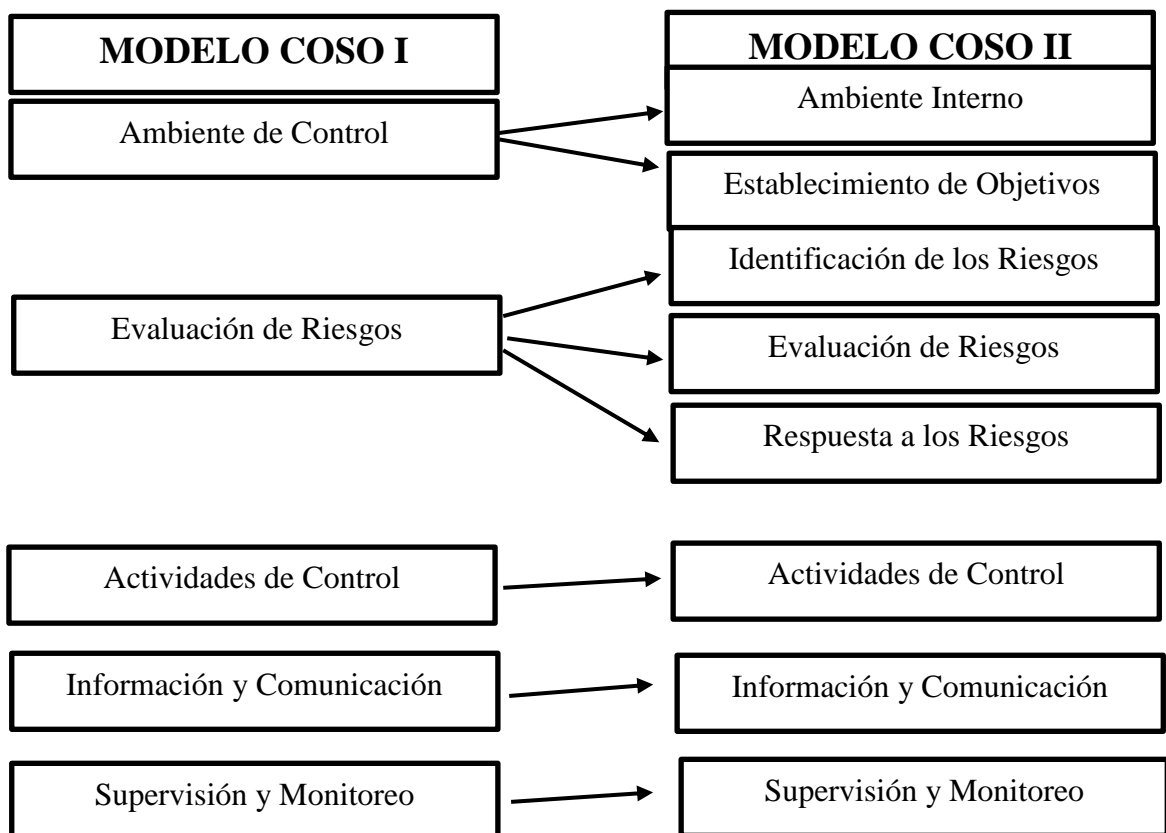 MODELO COSO I
MODELO COSO II
Ambiente de Control
Ambiente Interno
Establecimiento de Objetivos
Evaluación de Riesgos
Identificación de los Riesgos
Evaluación de Riesgos
Respuesta a los Riesgos
Actividades de Control
Actividades de Control
Información y Comunicación
Información y Comunicación
Supervisión y Monitoreo
Supervisión y Monitoreo